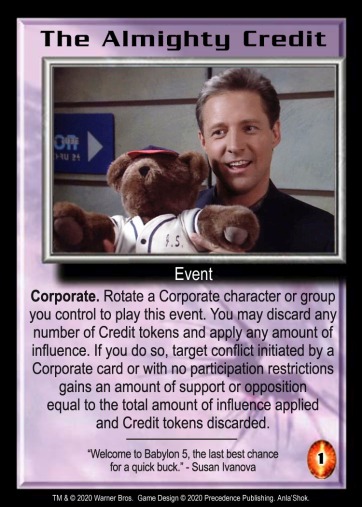 The Almighty Credit
J.S.
Event
Corporate. Rotate a Corporate character or group
you control to play this event. You may discard any
number of Credit tokens and apply any amount of
influence. If you do so, target conflict initiated by a
Corporate card or with no participation restrictions
gains an amount of support or opposition
equal to the total amount of influence applied
and Credit tokens discarded.
"Welcome to Babylon 5, the last best chance
for a quick buck." - Susan Ivanova
1
TM & © 2020 Warner Bros. Game Design © 2020 Precedence Publishing. Anla'Shok.